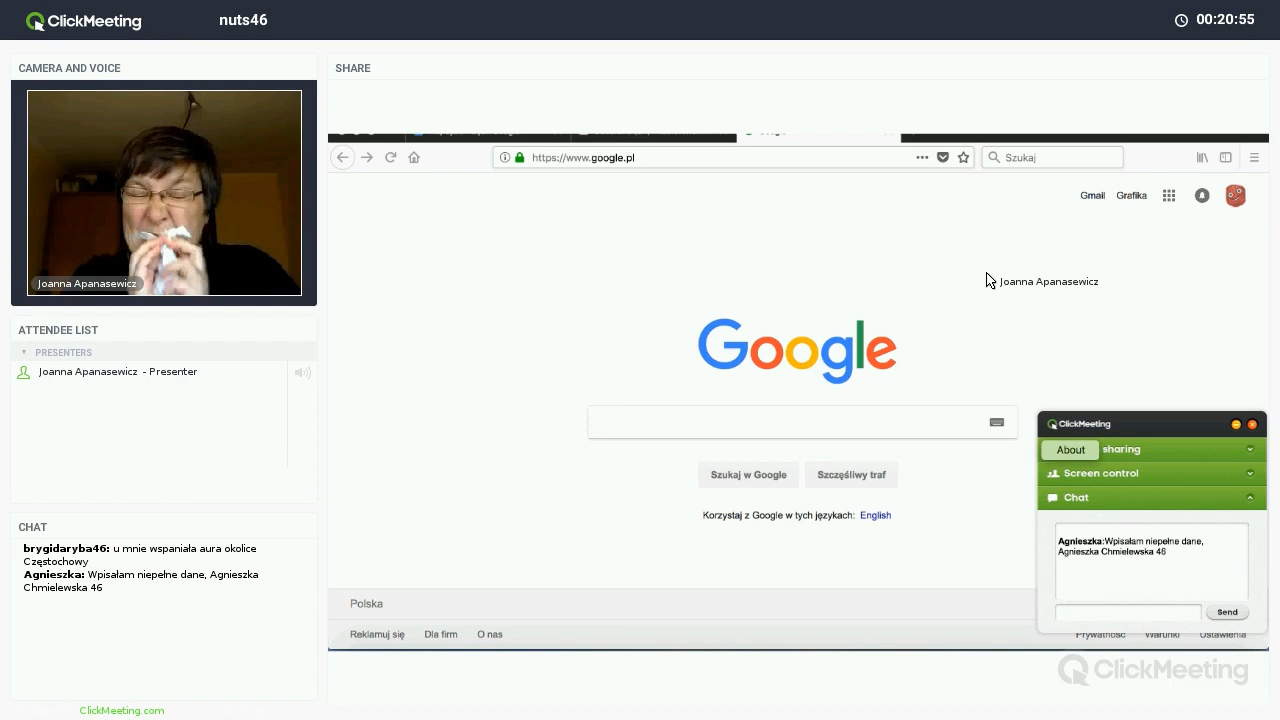 ClickMeeting
nuts46
00:20:55
CAMERA AND VOICE
Joanna Apanasewicz
ATTENDEE LIST
PRESENTERS
Joanna Apanasewicz - Presenter
CHAT
brygidaryba46: u mnie wspaniała aura okolice
Częstochowy
Agnieszka: Wpisałam niepełne dane, Agnieszka
Chmielewska 46
ClickMeeting.com
SHARE
https://www.google.pl
Szukaj
Gmail Grafika
Joanna Apanasewicz
Google
Szukaj w Google Szczęśliwy traf
Korzystaj z Google w tych językach: English
Polska
Reklamuj się Dla firm O nas
Prywatność Warunki Ustawienia
ClickMeeting
About sharing
Screen control
Chat
Agnieszka:Wpisałam niepełne dane,
Agnieszka Chmielewska 46
Send
ClickMeeting